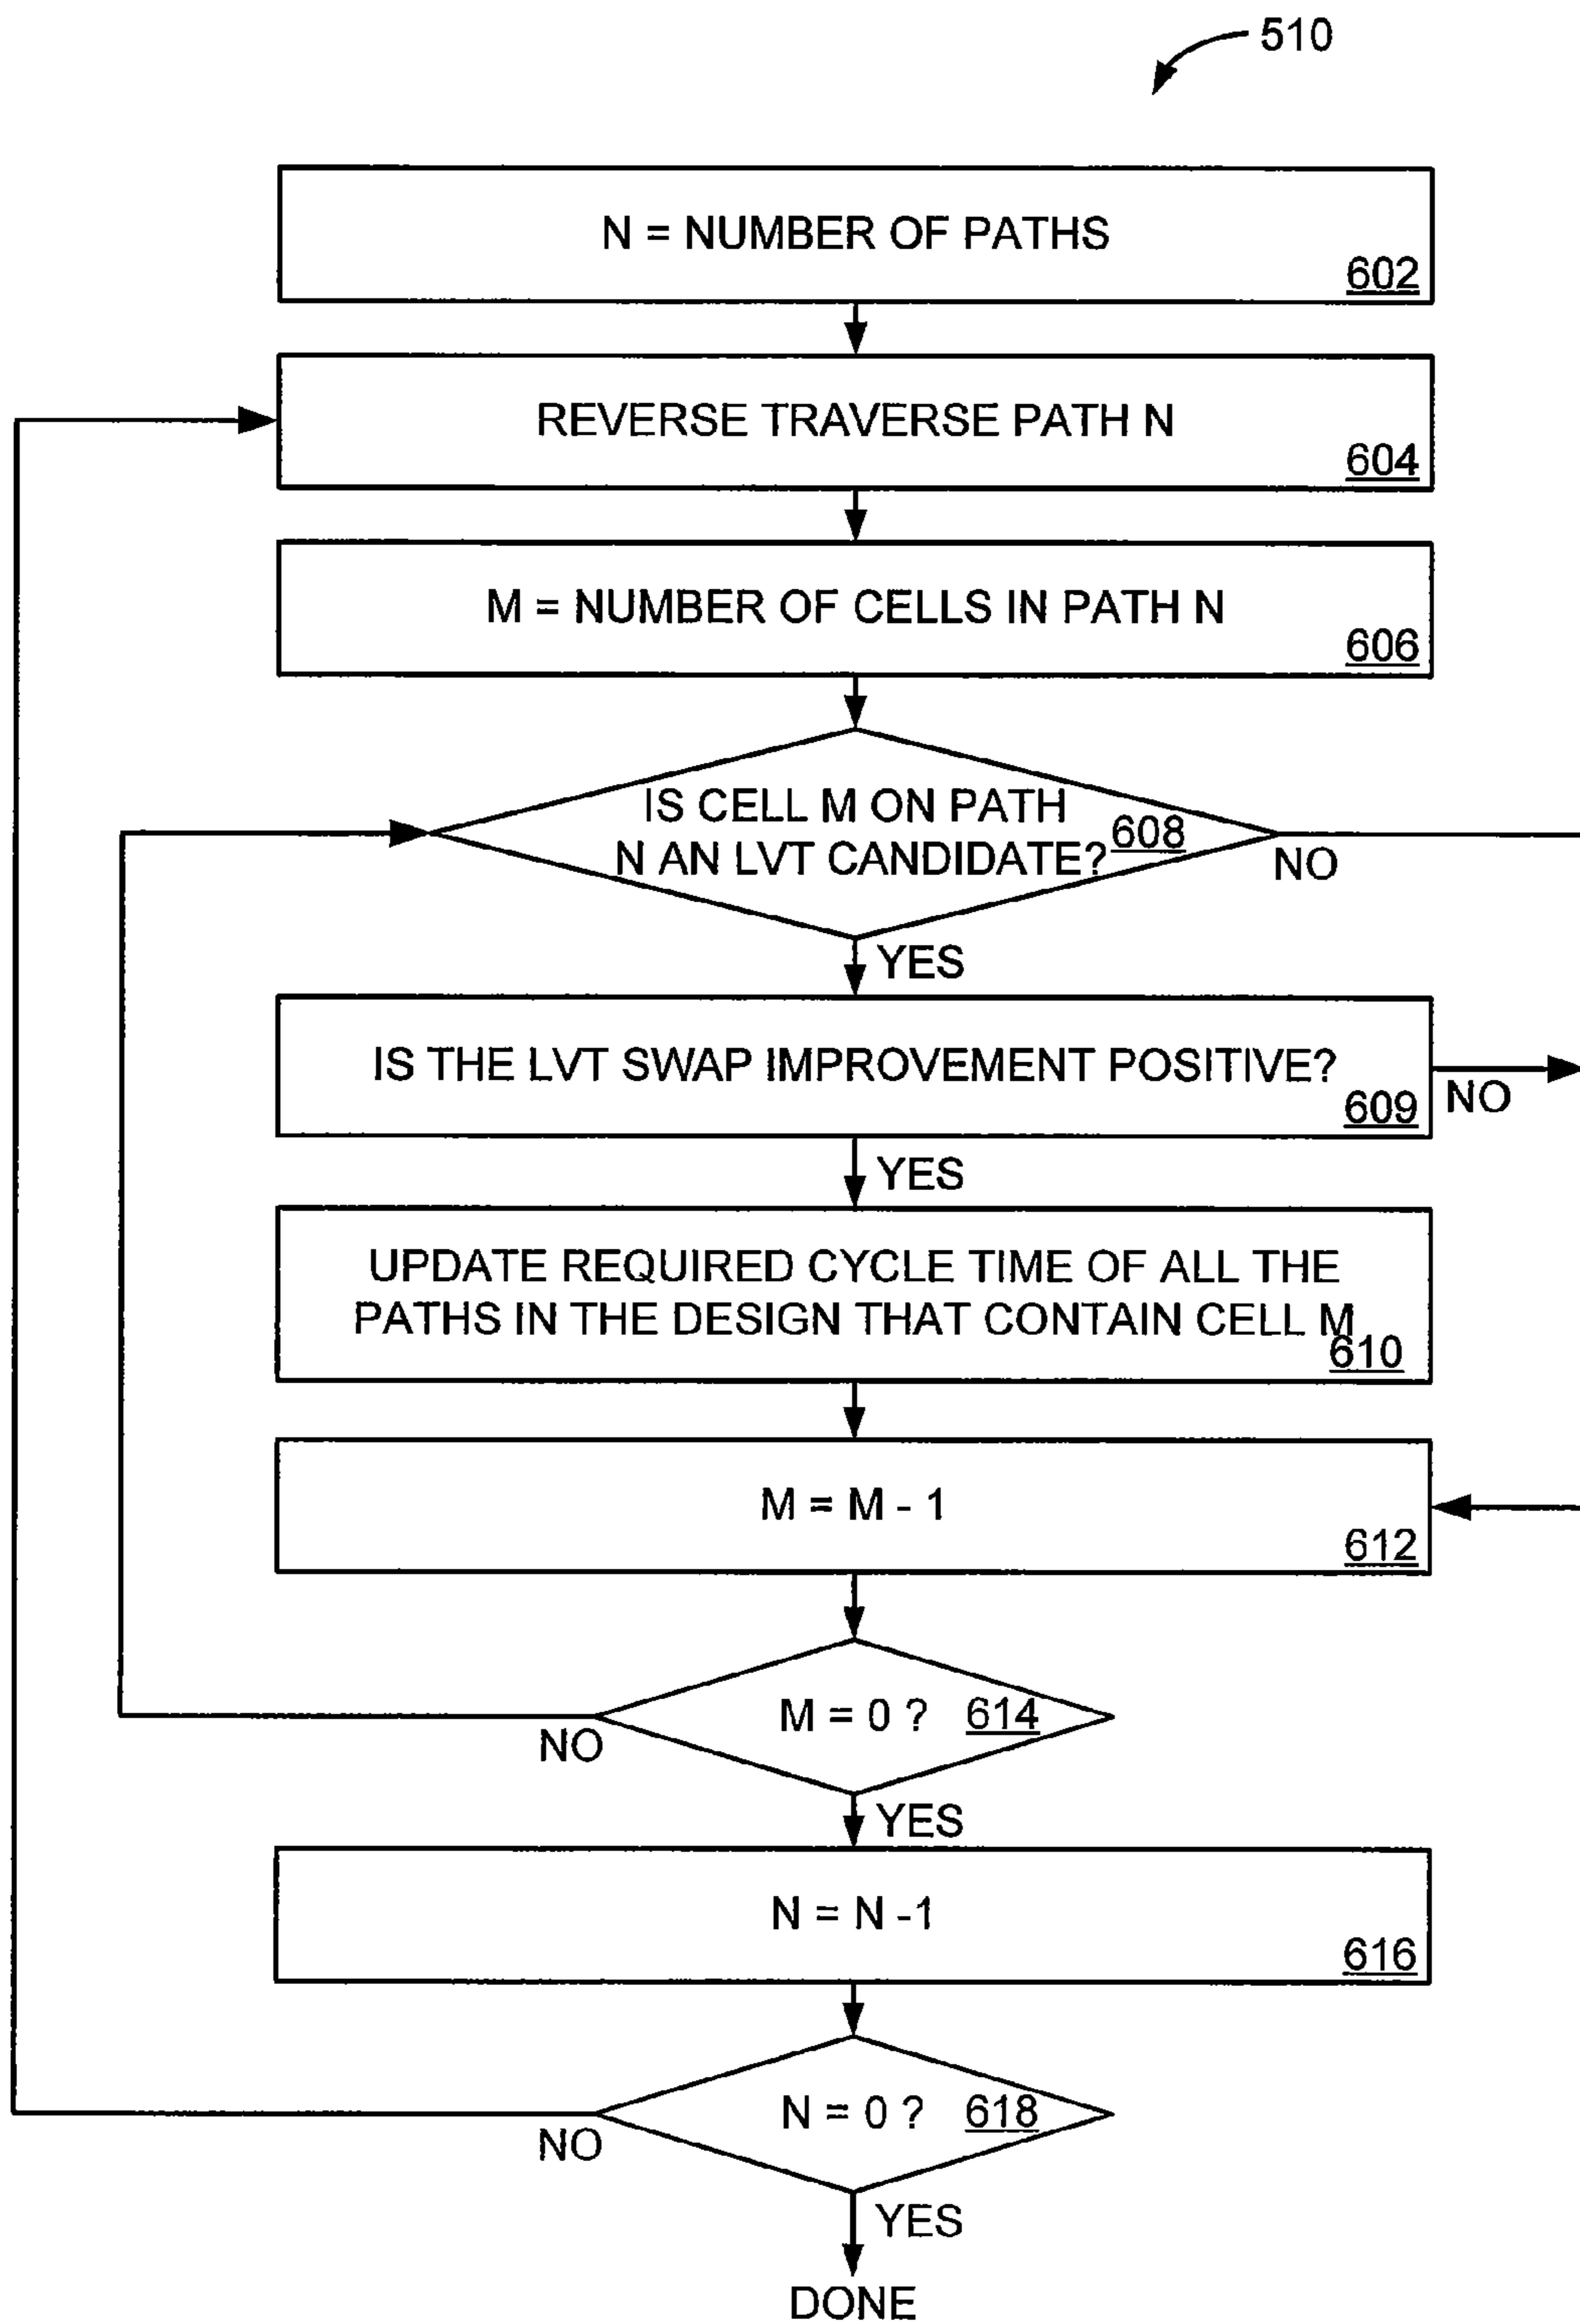 510
N = NUMBER OF PATHS
602
REVERSE TRAVERSE PATH N
604
M = NUMBER OF CELLS IN PATH N
606
IS CELL M ON PATH
N AN LVT CANDIDATE? 608
NO
YES
IS THE LVT SWAP IMPROVEMENT POSITIVE?
609
NO
YES
UPDATE REQUIRED CYCLE TIME OF ALL THE
PATHS IN THE DESIGN THAT CONTAIN CELL M
610
M = M - 1
612
M = 0 ? 614
NO
YES
N = N -1
616
N = 0 ? 618
NO
YES
DONE